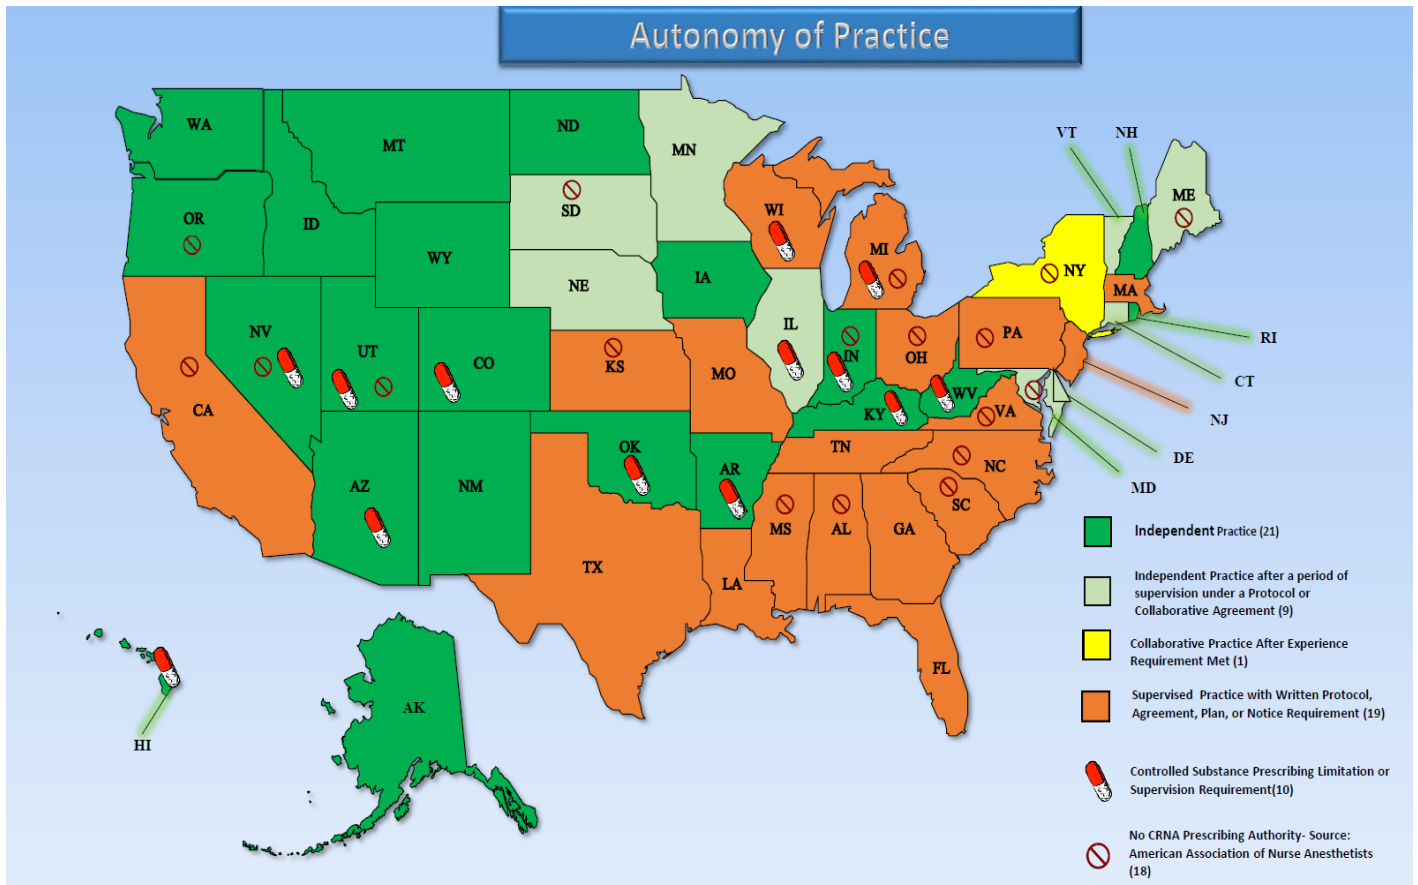 Autonomy of Practice
WA
MT
ND
MN
VT
NH
OR
ID
SD
WI
ME
WY
MI
NY
NE
IA
MA
NV
UT
CO
IL
IN
OH
PA
RI
KS
MO
CT
CA
KY
WV
VA
NJ
OK
TN
DE
AZ
NM
AR
NC
MD
SC
MS
AL
GA
TX
LA
FL
AK
HI
Independent Practice (21)
Independent Practice after a period of
supervision under a Protocol or
Collaborative Agreement (9)
Collaborative Practice After Experience
Requirement Met (1)
Supervised Practice with Written Protocol,
Agreement, Plan, or Notice Requirement (19)
Controlled Substance Prescribing Limitation or
Supervision Requirement(10)
No CRNA Prescribing Authority- Source:
American Association of Nurse Anesthetists
(18)